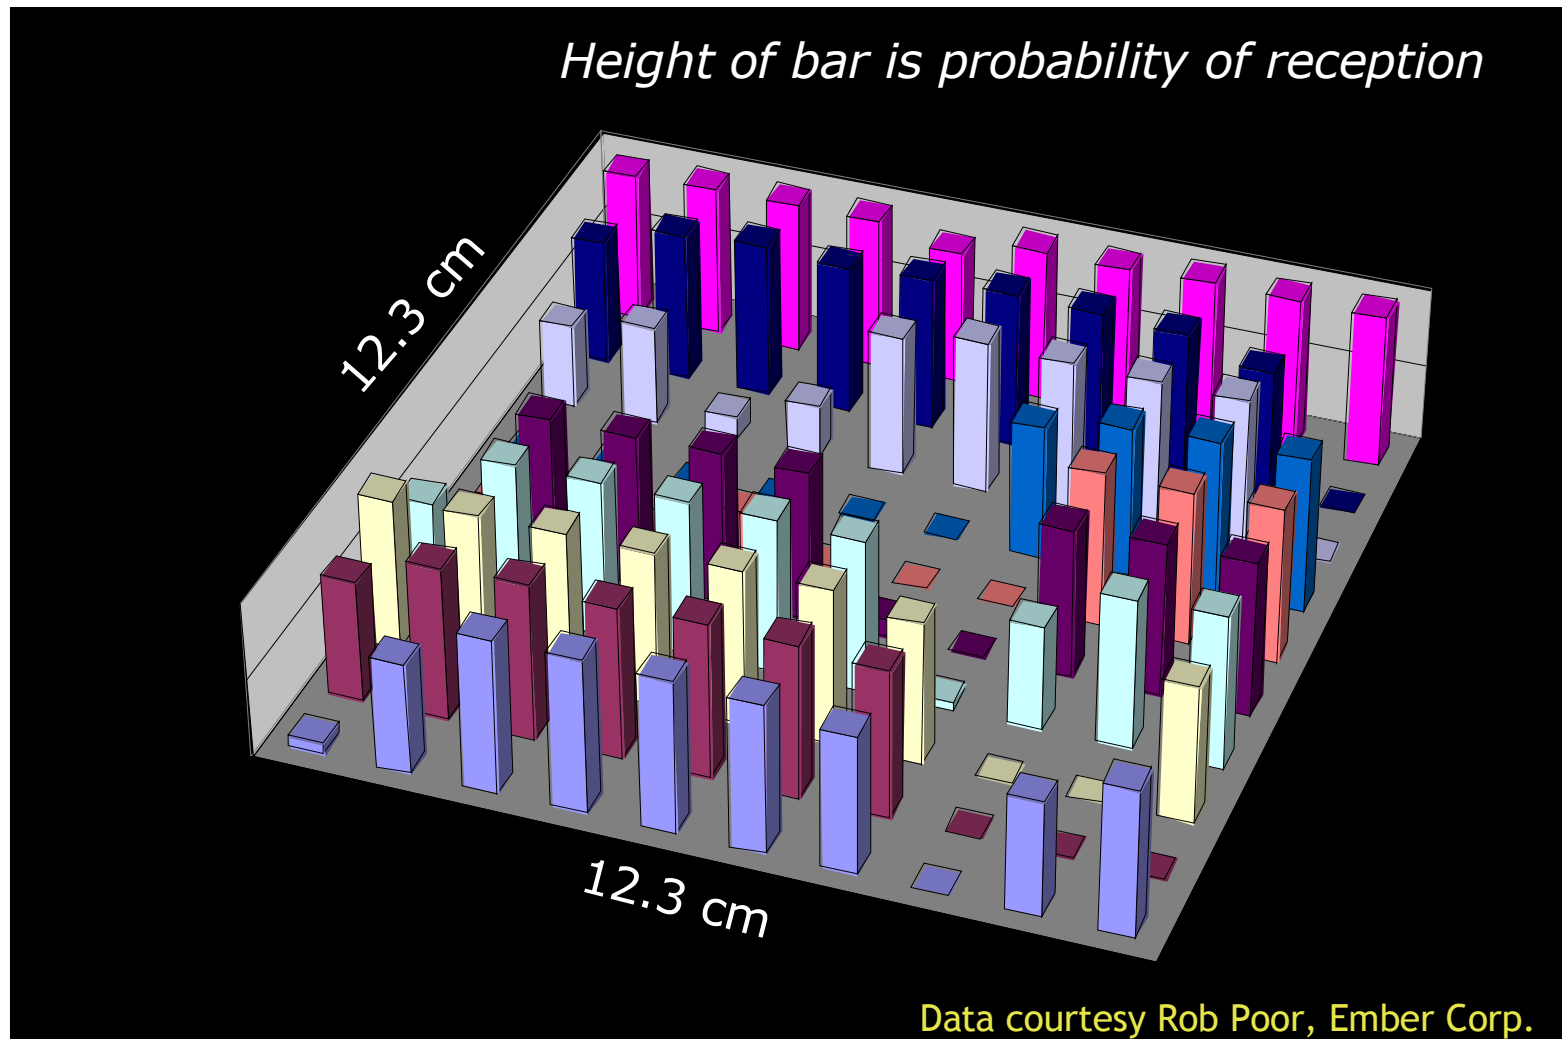 Height of bar is probability of reception
12.3 cm
12.3 cm
Data courtesy Rob Poor, Ember Corp.